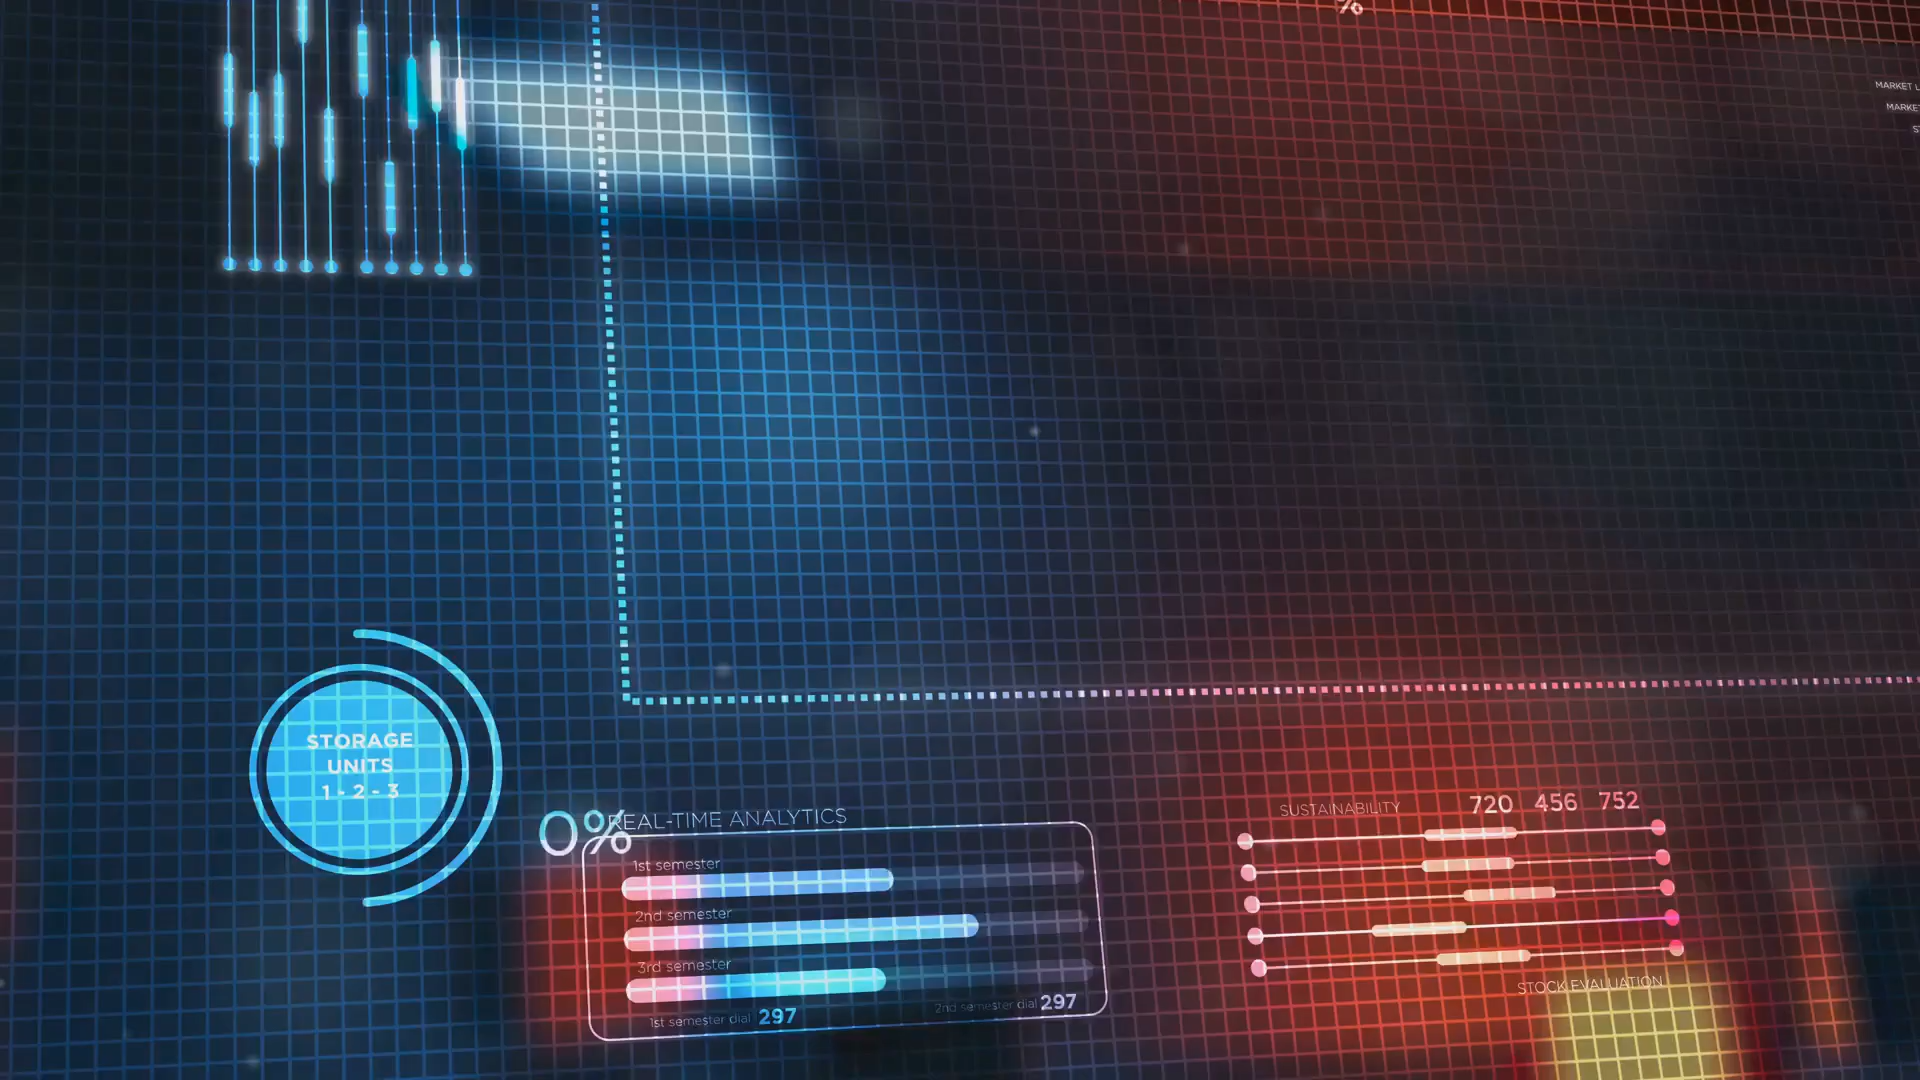 %
MARKET
STORAGE
UNITS
1 - 2 - 3
0%
REAL-TIME ANALYTICS
1st semester
2nd semester
3rd semester
1st semester dial 297
2nd semester dial 297
SUSTAINABILITY 720 456 752
STOCK EVALUATION